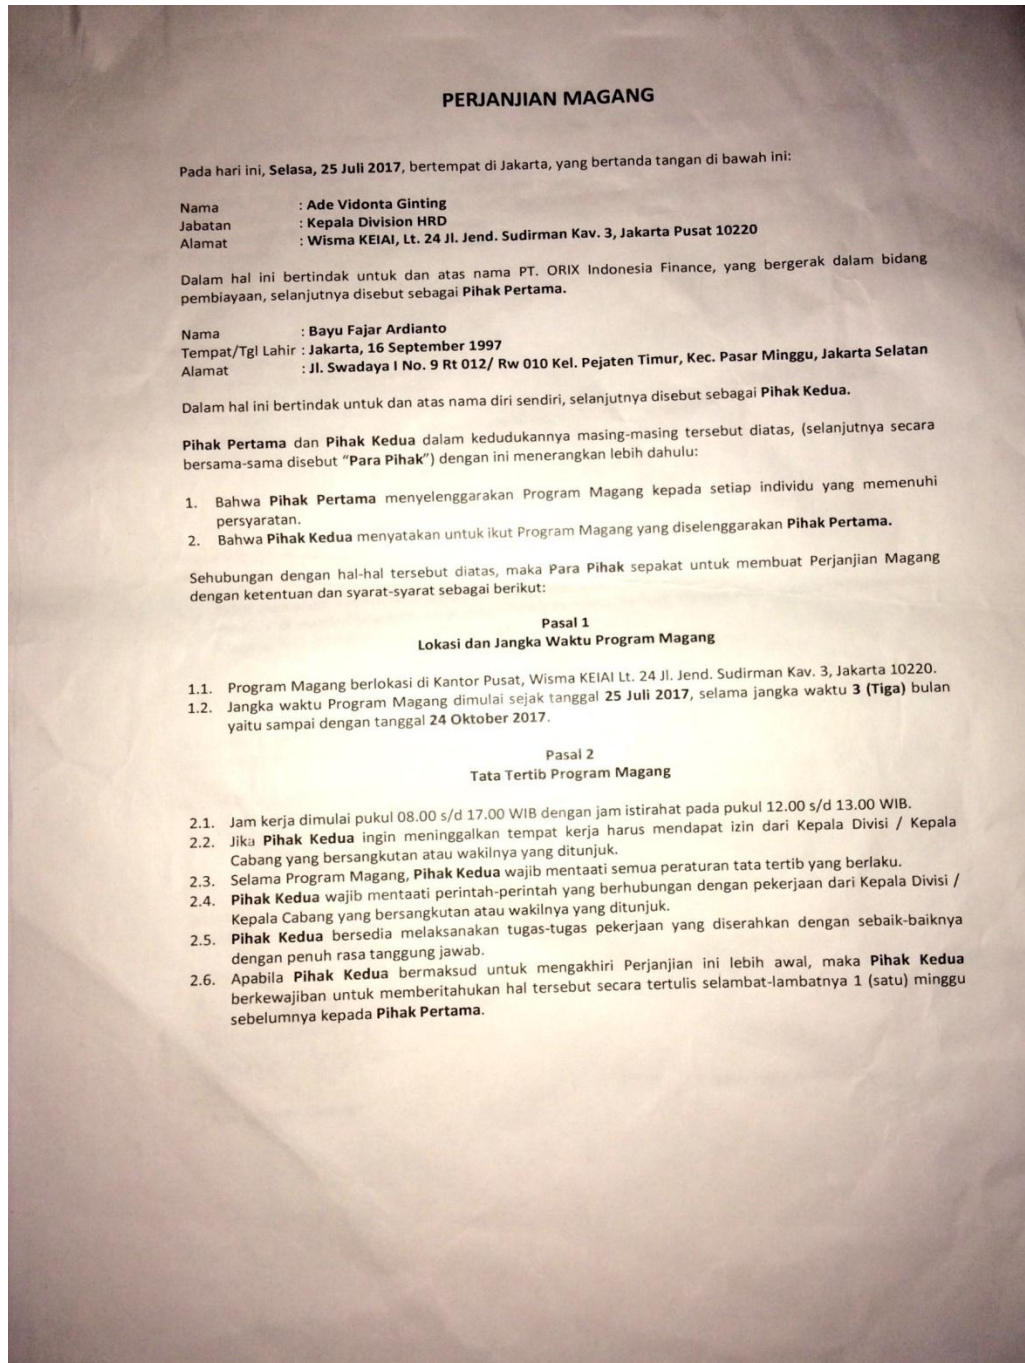 PERJANJIAN MAGANG
Pada hari ini, Selasa, 25 Juli 2017, bertempat di Jakarta, yang bertanda tangan di bawah ini:
Nama : Ade Vidonta Ginting
Jabatan : Kepala Division HRD
Alamat : Wisma KEIAI, Lt. 24 Jl. Jend. Sudirman Kav. 3, Jakarta Pusat 10220
Dalam hal ini bertindak untuk dan atas nama PT. ORIX Indonesia Finance, yang bergerak dalam bidang
pembiayaan, selanjutnya disebut sebagai Pihak Pertama.
Nama : Bayu Fajar Ardianto
Tempat/Tgl Lahir : Jakarta, 16 September 1997
Alamat : Jl. Swadaya I No. 9 Rt 012/ Rw 010 Kel. Pejaten Timur, Kec. Pasar Minggu, Jakarta Selatan
Dalam hal ini bertindak untuk dan atas nama diri sendiri, selanjutnya disebut sebagai Pihak Kedua.
Pihak Pertama dan Pihak Kedua dalam kedudukannya masing-masing tersebut diatas, (selanjutnya secara
bersama-sama disebut “Para Pihak”) dengan ini menerangkan lebih dahulu:
1. Bahwa Pihak Pertama menyelenggarakan Program Magang kepada setiap individu yang memenuhi
persyaratan.
2. Bahwa Pihak Kedua menyatakan untuk ikut Program Magang yang diselenggarakan Pihak Pertama.
Sehubungan dengan hal-hal tersebut diatas, maka Para Pihak sepakat untuk membuat Perjanjian Magang
dengan ketentuan dan syarat-syarat sebagai berikut:
Pasal 1
Lokasi dan Jangka Waktu Program Magang
1.1. Program Magang berlokasi di Kantor Pusat, Wisma KEIAI Lt. 24 Jl. Jend. Sudirman Kav. 3, Jakarta 10220.
1.2. Jangka waktu Program Magang dimulai sejak tanggal 25 Juli 2017, selama jangka waktu 3 (Tiga) bulan
yaitu sampai dengan tanggal 24 Oktober 2017.
Pasal 2
Tata Tertib Program Magang
2.1. Jam kerja dimulai pukul 08.00 s/d 17.00 WIB dengan jam istirahat pada pukul 12.00 s/d 13.00 WIB.
2.2. Jika Pihak Kedua ingin meninggalkan tempat kerja harus mendapat izin dari Kepala Divisi / Kepala
Cabang yang bersangkutan atau wakilnya yang ditunjuk.
2.3. Selama Program Magang, Pihak Kedua wajib mentaati semua peraturan tata tertib yang berlaku.
2.4. Pihak Kedua wajib mentaati perintah-perintah yang berhubungan dengan pekerjaan dari Kepala Divisi /
Kepala Cabang yang bersangkutan atau wakilnya yang ditunjuk.
2.5. Pihak Kedua bersedia melaksanakan tugas-tugas pekerjaan yang diserahkan dengan sebaik-baiknya
dengan penuh rasa tanggung jawab.
2.6. Apabila Pihak Kedua bermaksud untuk mengakhiri Perjanjian ini lebih awal, maka Pihak Kedua
berkewajiban untuk memberitahukan hal tersebut secara tertulis selambat-lambatnya 1 (satu) minggu
sebelumnya kepada Pihak Pertama.